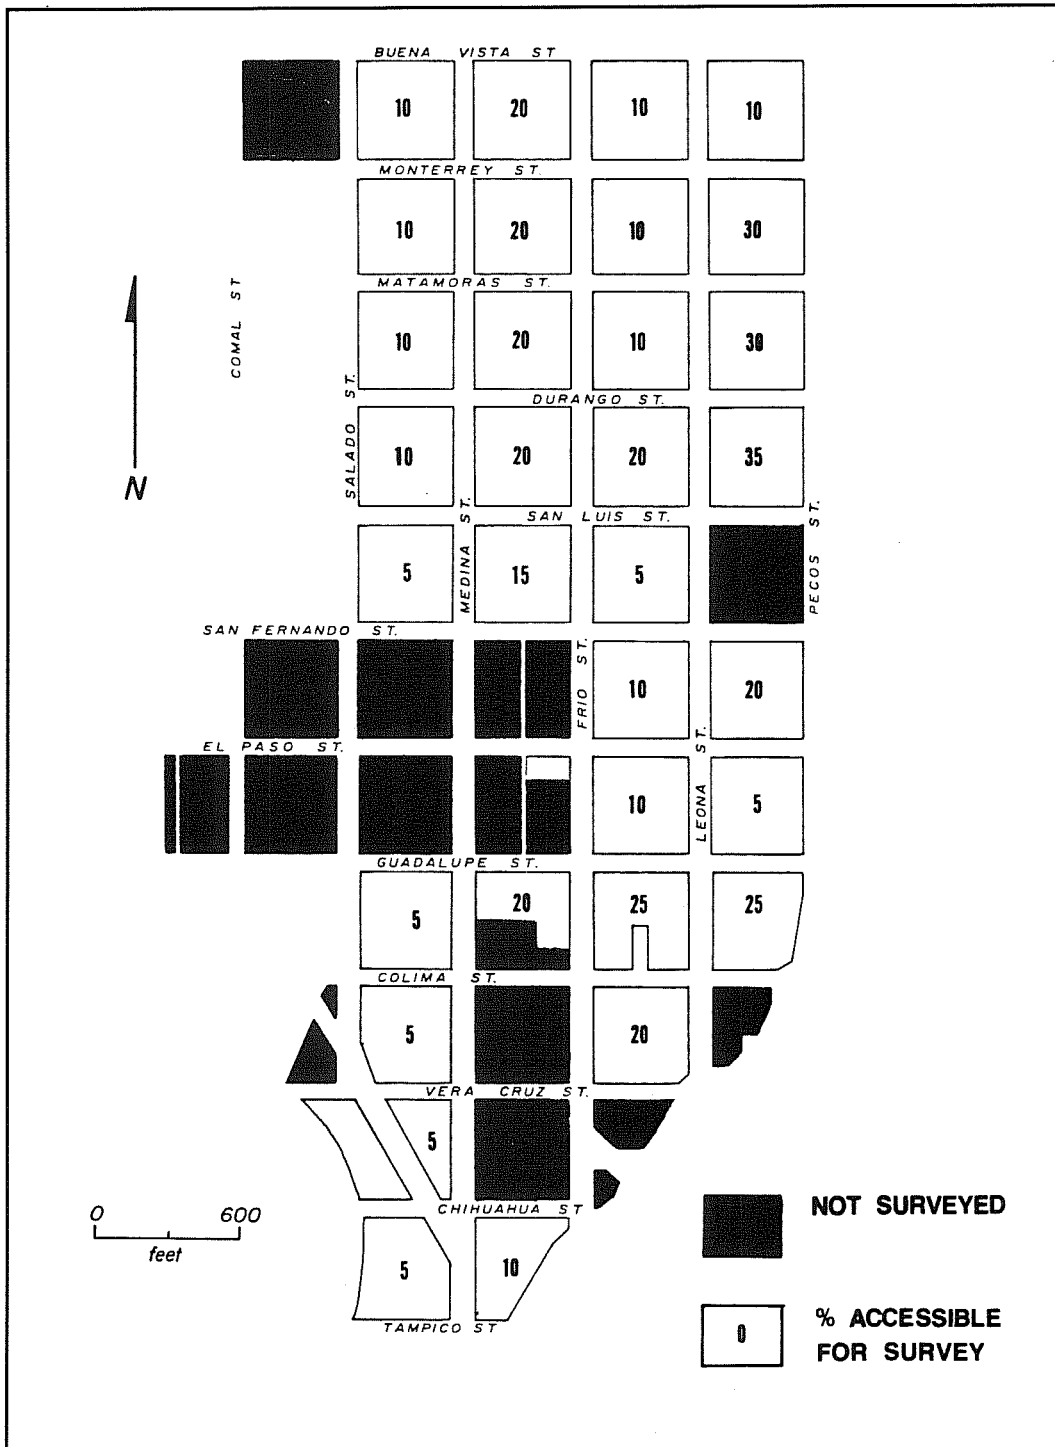 BUENA VISTA ST
10 20 10 10
MONTERREY ST.
10 20 10 30
MATAMORAS ST.
COMAL ST
10 20 10 30
DURANGO ST.
SALADO ST.
10 20 20 35
N
SAN LUIS ST.
MEDINA ST.
5 15 5
PECOS ST.
SAN FERNANDO ST.
FRIO ST.
10 20
EL PASO ST.
LEONA ST.
10 5
GUADALUPE ST.
5 20 25 25
COLIMA ST.
5 20
VERA CRUZ ST.
5
CHIHUAHUA ST
NOT SURVEYED
0 600
feet
5 10
TAMPICO ST
0
% ACCESSIBLE
FOR SURVEY